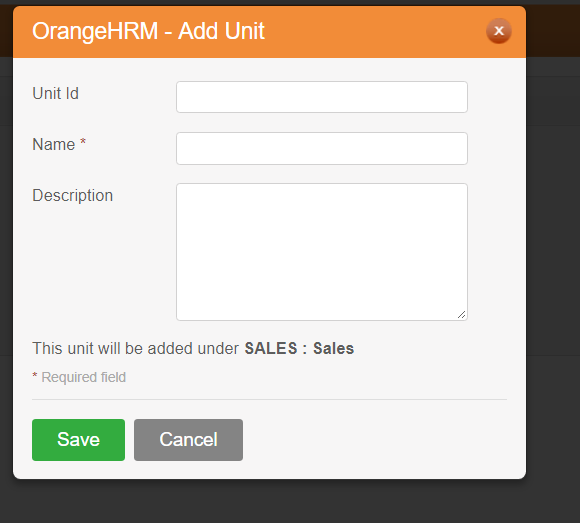 OrangeHRM - Add Unit
x
Unit Id
Name *
Description
This unit will be added under SALES : Sales
* Required field
Save Cancel